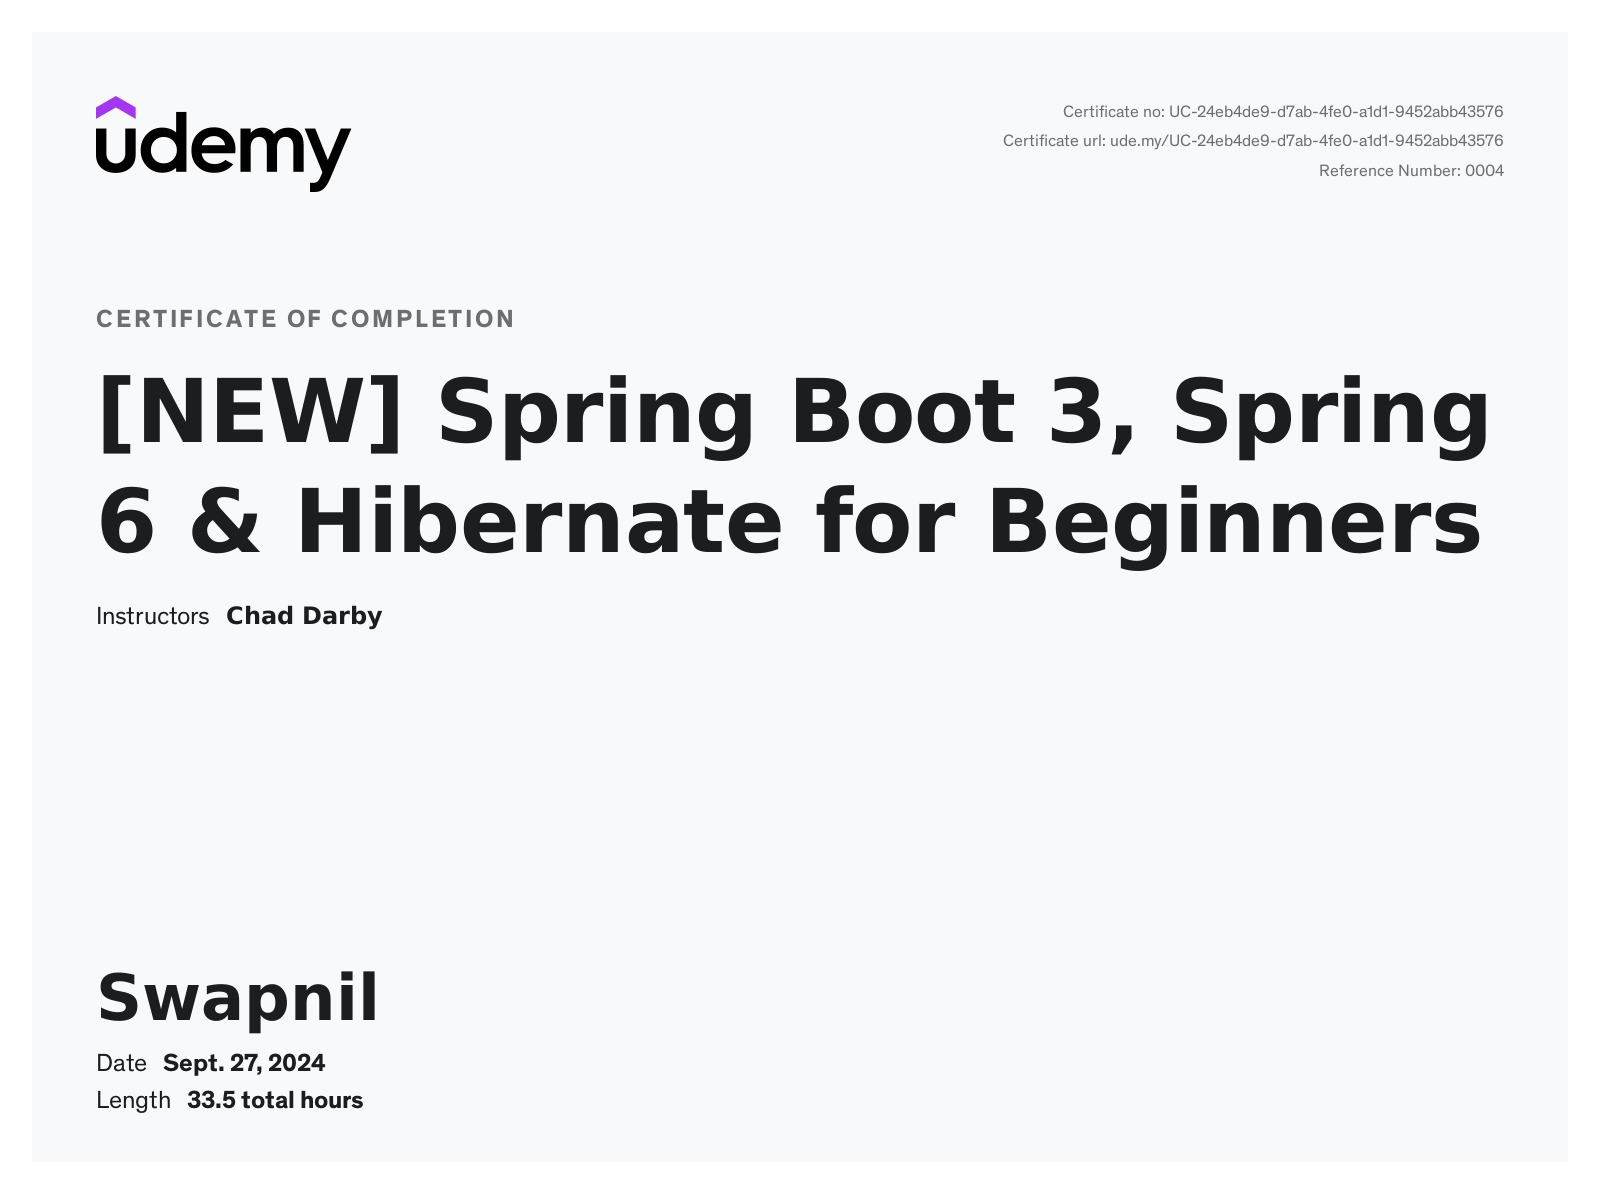 udemy
Certificate no: UC-24eb4de9-d7ab-4fe0-a1d1-9452abb43576
Certificate url: ude.my/UC-24eb4de9-d7ab-4fe0-a1d1-9452abb43576
Reference Number: 0004
CERTIFICATE OF COMPLETION
[NEW] Spring Boot 3, Spring
6 & Hibernate for Beginners
Instructors Chad Darby
Swapnil
Date Sept. 27, 2024
Length 33.5 total hours